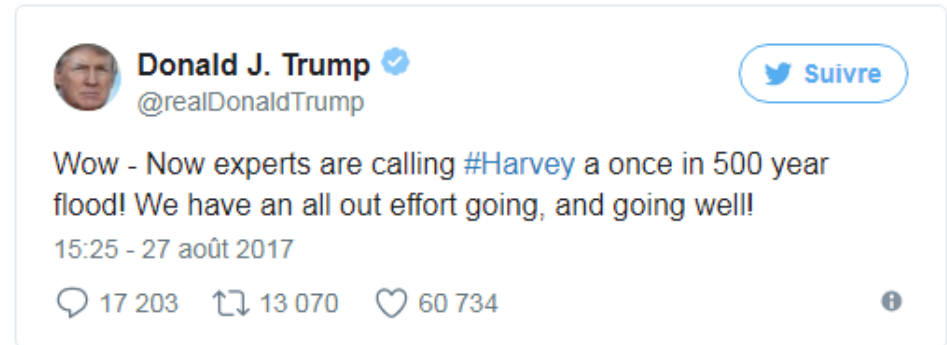 Donald J. Trump
Suivre
@realDonaldTrump
Wow - Now experts are calling #Harvey a once in 500 year
flood! We have an all out effort going, and going well!
15:25 - 27 août 2017
17 203 13 070 60 734